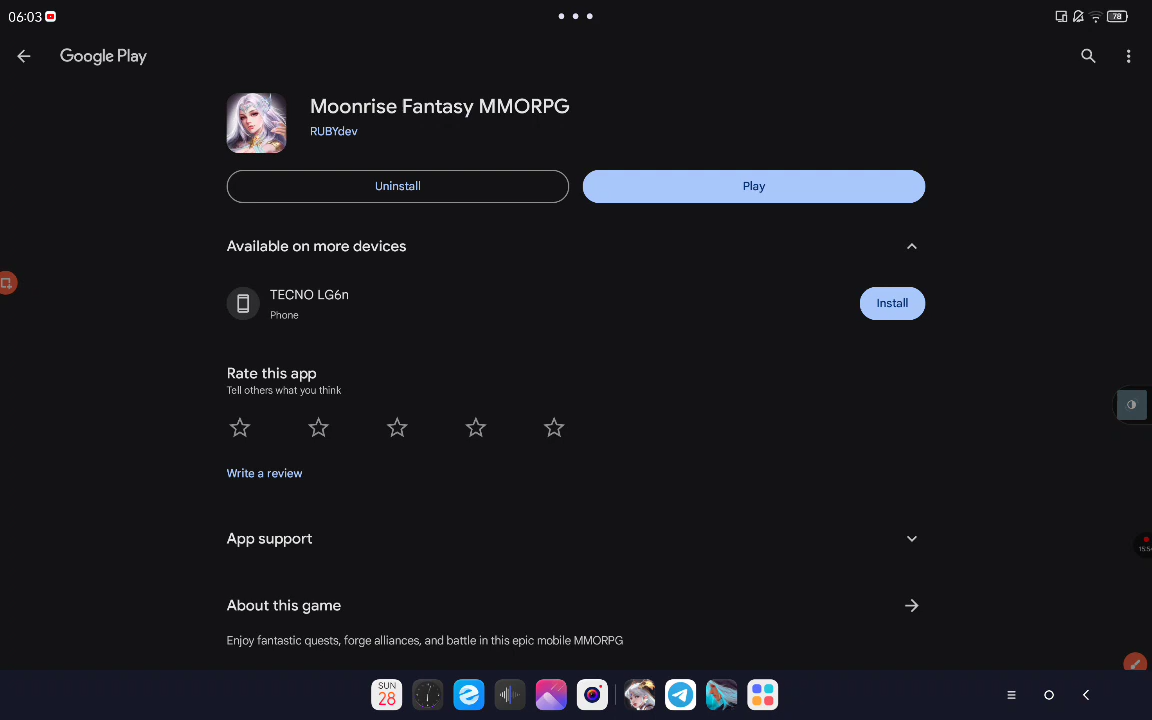 06:03
78
Google Play
Moonrise Fantasy MMORPG
RUBYdev
Uninstall
Play
Available on more devices
TECNO LG6n
Phone
Install
Rate this app
Tell others what you think
Write a review
App support
About this game
Enjoy fantastic quests, forge alliances, and battle in this epic mobile MMORPG
SUN
28